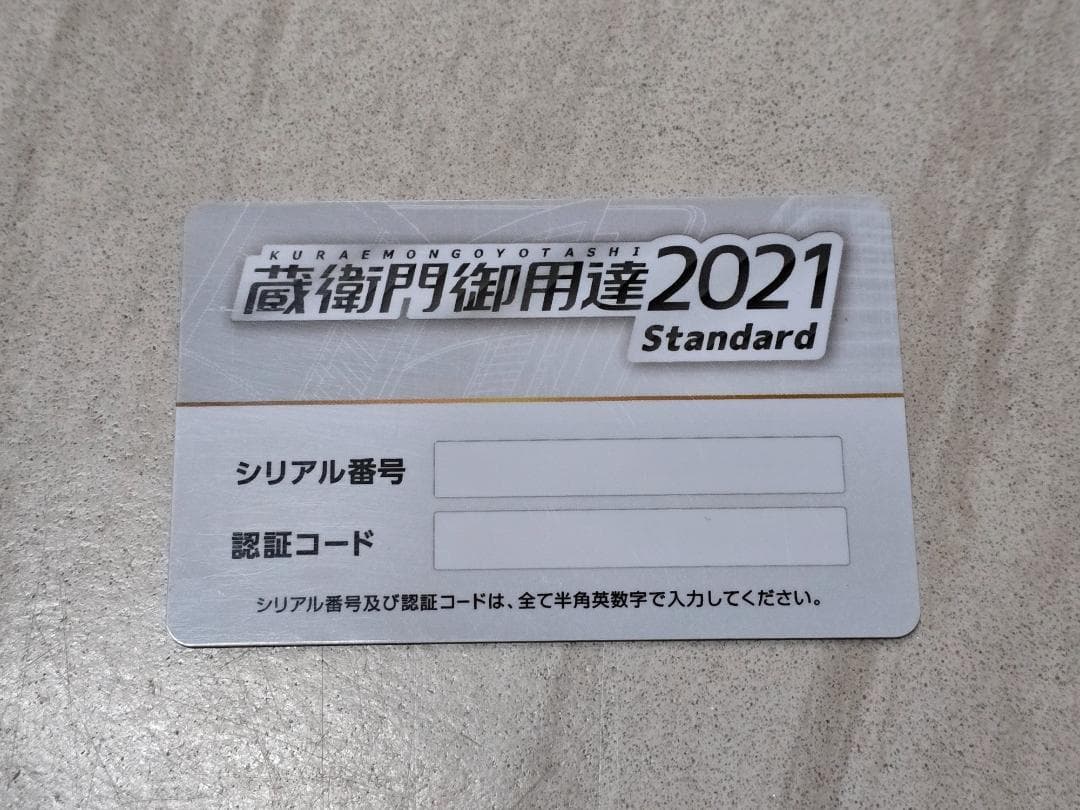 KURAEMONGOYOTASHI
蔵衛門御用達2021
Standard
シリアル番号
認証コード
シリアル番号及び認証コードは、全て半角英数字で入力してください。